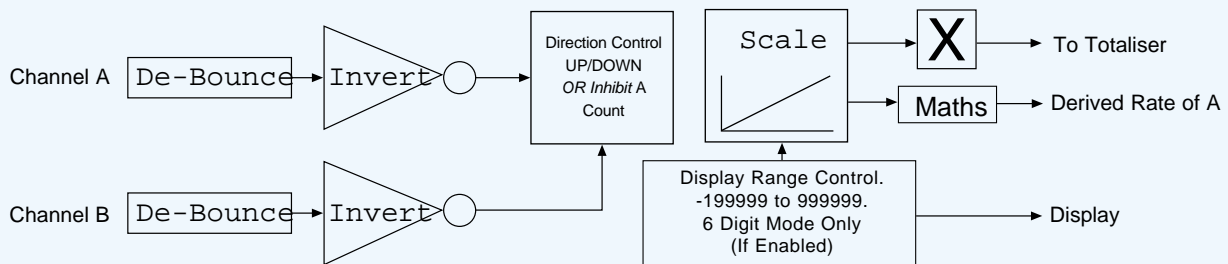 Channel A
De-Bounce
Invert
Direction Control
UP/DOWN
OR Inhibit A
Count
Scale
X
To Totaliser
Maths
Derived Rate of A
Channel B
De-Bounce
Invert
Display Range Control.
-199999 to 999999.
6 Digit Mode Only
(If Enabled)
Display